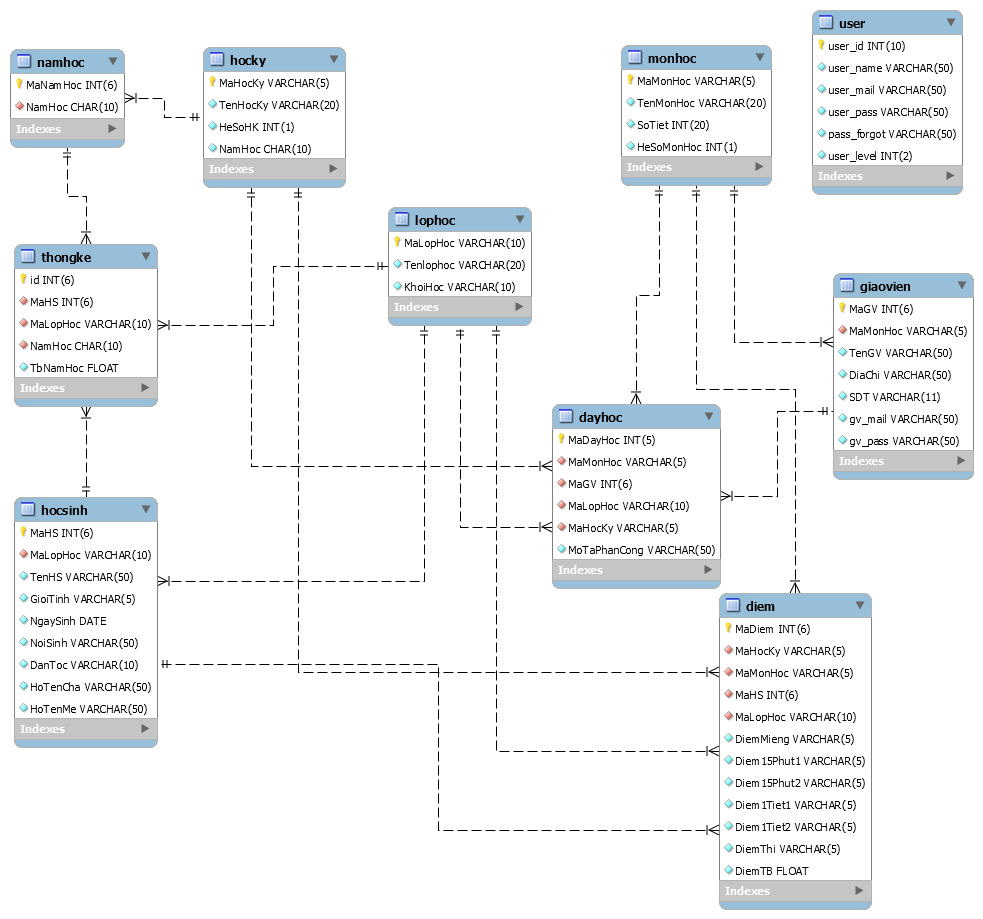 namhoc
MaNamHoc INT(6)
NamHoc CHAR(10)
Indexes
hocky
MaHocKy VARCHAR(5)
TenHocKy VARCHAR(20)
HeSoHK INT(1)
NamHoc CHAR(10)
Indexes
monhoc
MaMonHoc VARCHAR(5)
TenMonHoc VARCHAR(20)
SoTiet INT(20)
HeSoMonHoc INT(1)
Indexes
user
user_id INT(10)
user_name VARCHAR(50)
user_mail VARCHAR(50)
user_pass VARCHAR(50)
pass_forgot VARCHAR(50)
user_level INT(2)
Indexes
thongke
id INT(6)
MaHS INT(6)
MaLopHoc VARCHAR(10)
NamHoc CHAR(10)
TbNamHoc FLOAT
Indexes
lophoc
MaLopHoc VARCHAR(10)
Tenlophoc VARCHAR(20)
KhoiHoc VARCHAR(10)
Indexes
giaovien
MaGV INT(6)
MaMonHoc VARCHAR(5)
TenGV VARCHAR(50)
DiaChi VARCHAR(50)
SDT VARCHAR(11)
gv_mail VARCHAR(50)
gv_pass VARCHAR(50)
Indexes
dayhoc
MaDayHoc INT(5)
MaMonHoc VARCHAR(5)
MaGV INT(6)
MaLopHoc VARCHAR(10)
MaHocKy VARCHAR(5)
MoTaPhanCong VARCHAR(50)
Indexes
hocsinh
MaHS INT(6)
MaLopHoc VARCHAR(10)
TenHS VARCHAR(50)
GioiTinh VARCHAR(5)
NgaySinh DATE
NoiSinh VARCHAR(50)
DanToc VARCHAR(10)
HoTenCha VARCHAR(50)
HoTenMe VARCHAR(50)
Indexes
diem
MaDiem INT(6)
MaHocKy VARCHAR(5)
MaMonHoc VARCHAR(5)
MaHS INT(6)
MaLopHoc VARCHAR(10)
DiemMieng VARCHAR(5)
Diem15Phut1 VARCHAR(5)
Diem15Phut2 VARCHAR(5)
Diem1Tiet1 VARCHAR(5)
Diem1Tiet2 VARCHAR(5)
DiemThi VARCHAR(5)
DiemTB FLOAT
Indexes